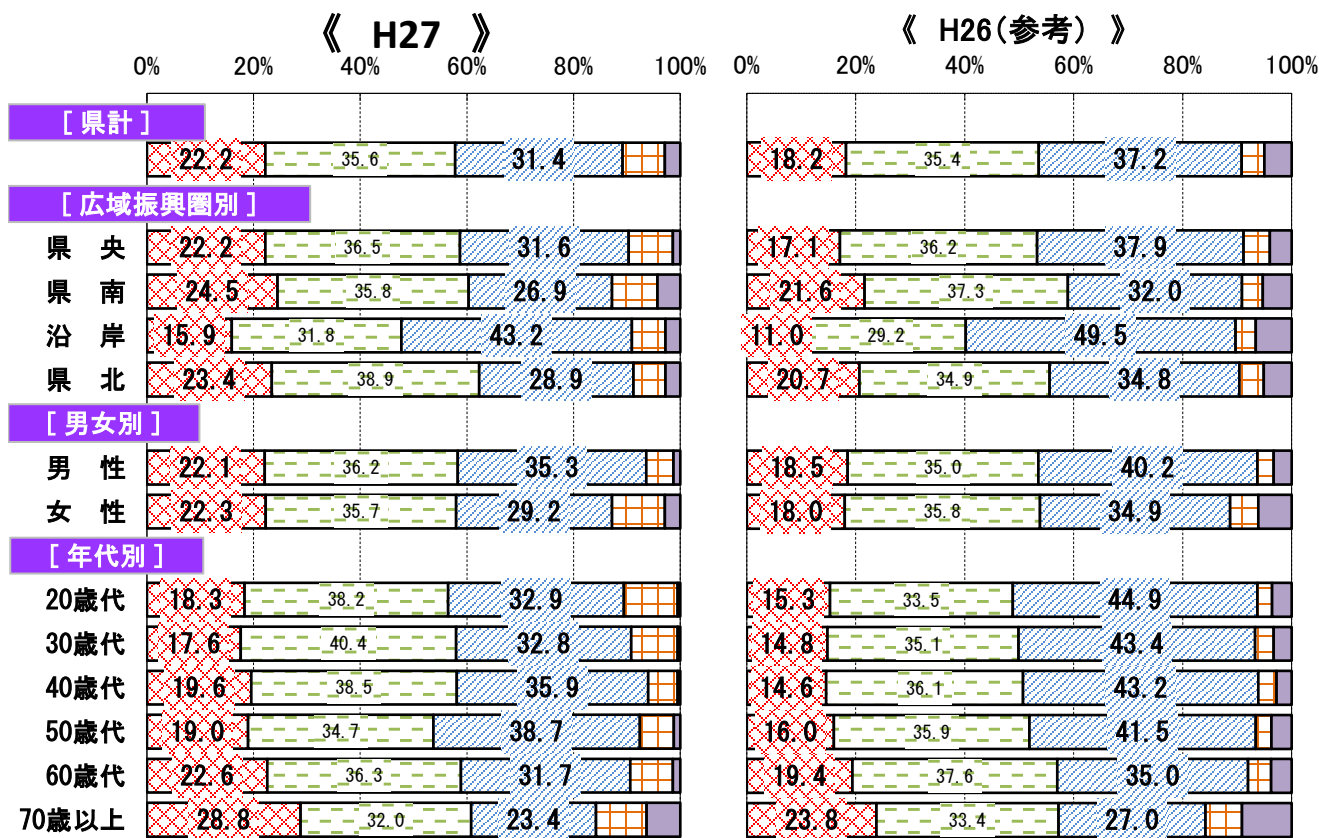 《 H27 》 《 H26(参考) 》
0% 20% 40% 60% 80% 100% 0% 20% 40% 60% 80% 100%
[ 県計 ]
22.2 35.6 31.4 18.2 35.4 37.2
[ 広域振興圏別 ]
県 央 22.2 36.5 31.6 17.1 36.2 37.9
県 南 24.5 35.8 26.9 21.6 37.3 32.0
沿 岸 15.9 31.8 43.2 11.0 29.2 49.5
県 北 23.4 38.9 28.9 20.7 34.9 34.8
[ 男女別 ]
男 性 22.1 36.2 35.3 18.5 35.0 40.2
女 性 22.3 35.7 29.2 18.0 35.8 34.9
[ 年代別 ]
20歳代 18.3 38.2 32.9 15.3 33.5 44.9
30歳代 17.6 40.4 32.8 14.8 35.1 43.4
40歳代 19.6 38.5 35.9 14.6 36.1 43.2
50歳代 19.0 34.7 38.7 16.0 35.9 41.5
60歳代 22.6 36.3 31.7 19.4 37.6 35.0
70歳以上 28.8 32.0 23.4 23.8 33.4 27.0